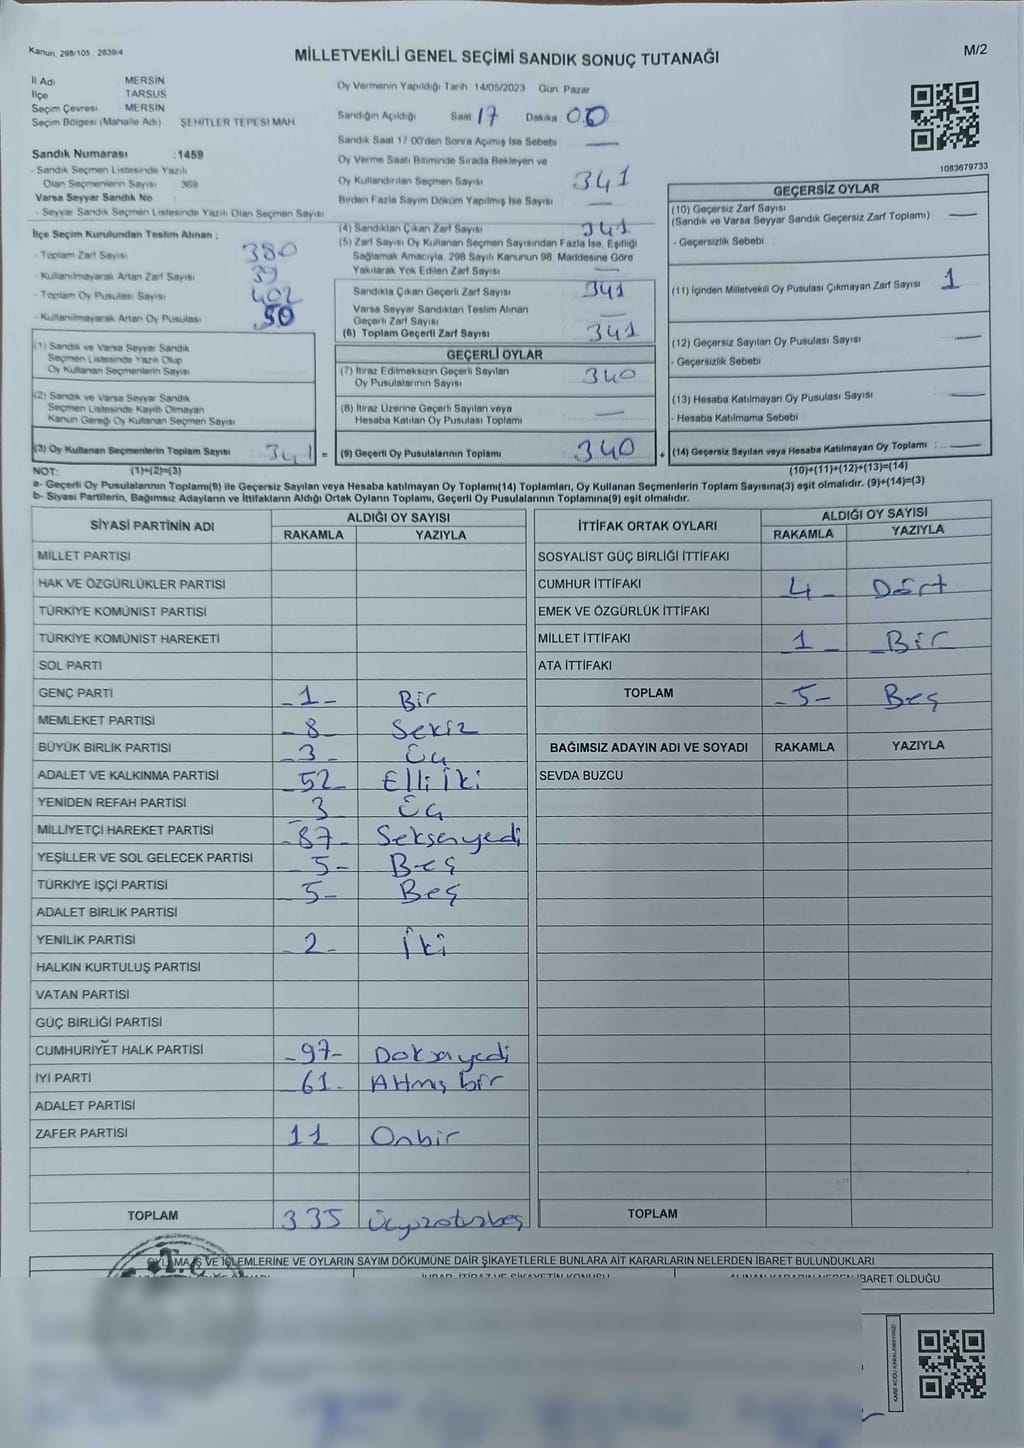 Kanun. 298/105 . 2839/4
MİLLETVEKİLİ GENEL SEÇİMİ SANDIK SONUÇ TUTANAĞI
M/2
İl Adı MERSİN
İlçe TARSUS
Seçim Çevresi MERSİN
Seçim Bölgesi (Mahalle Adı) ŞEHİTLER TEPESİ MAH
Sandık Numarası :1459
- Sandık Seçmen Listesinde Yazılı
Olan Seçmenlerin Sayısı : 369
Varsa Seyyar Sandık No
- Seyyar Sandık Seçmen Listesinde Yazılı Olan Seçmen Sayısı :
İlçe Seçim Kurulundan Teslim Alınan ;
- Toplam Zarf Sayısı 380
- Kullanılmayarak Artan Zarf Sayısı 39
- Toplam Oy Pusulası Sayısı 402
- Kullanılmayarak Artan Oy Pusulası 50
(1) Sandık ve Varsa Seyyar Sandık
Seçmen Listesinde Yazılı Olup
Oy Kullanan Seçmenlerin Sayısı
(2) Sandık ve Varsa Seyyar Sandık
Seçmen Listesinde Kayıtlı Olmayan
Kanun Gereği Oy Kullanan Seçmen Sayısı
(3) Oy Kullanan Seçmenlerin Toplam Sayısı 341 =
Oy Vermenin Yapıldığı Tarih 14/05/2023 Gün Pazar
Sandığın Açıldığı Saat 17 Dakika 00
Sandık Saat 17 00'den Sonra Açımış İse Sebebi —
Oy Verme Saati Bitiminde Sırada Bekleyen ve
Oy Kullandırılan Seçmen Sayısı 341
Birden Fazla Sayım Döküm Yapılmış İse Sayısı —
(4) Sandıktan Çıkan Zarf Sayısı 341
(5) Zarf Sayısı Oy Kullanan Seçmen Sayısından Fazla İse, Eşitliği
Sağlamak Amacıyla, 298 Sayılı Kanunun 98. Maddesine Göre
Yakılarak Yok Edilen Zarf Sayısı —
Sandıkta Çıkan Geçerli Zarf Sayısı 341
Varsa Seyyar Sandıktan Teslim Alınan
Geçerli Zarf Sayısı —
(6) Toplam Geçerli Zarf Sayısı 341
GEÇERLİ OYLAR
(7) İtiraz Edilmeksizin Geçerli Sayılan
Oy Pusulalarının Sayısı 340
(8) İtiraz Üzerine Geçerli Sayılan veya
Hesaba Katılan Oy Pusulası Toplamı —
(9) Geçerli Oy Pusulalarının Toplamı 340 +
1083679733
GEÇERSİZ OYLAR
(10) Geçersiz Zarf Sayısı
(Sandık ve Varsa Seyyar Sandık Geçersiz Zarf Toplamı) —
- Geçersizlik Sebebi :
(11) İçinden Milletvekili Oy Pusulası Çıkmayan Zarf Sayısı 1
(12) Geçersiz Sayılan Oy Pusulası Sayısı —
- Geçersizlik Sebebi :
(13) Hesaba Katılmayan Oy Pusulası Sayısı —
- Hesaba Katılmama Sebebi :
(14) Geçersiz Sayılan veya Hesaba Katılmayan Oy Toplamı : —
NOT: (1)+(2)=(3) (10)+(11)+(12)+(13)=(14)
a- Geçerli Oy Pusulalarının Toplamı(9) ile Geçersiz Sayılan veya Hesaba katılmayan Oy Toplamı(14) Toplamları, Oy Kullanan Seçmenlerin Toplam Sayısına(3) eşit olmalıdır. (9)+(14)=(3)
b- Siyasi Partilerin, Bağımsız Adayların ve İttifakların Aldığı Ortak Oyların Toplamı, Geçerli Oy Pusulalarının Toplamına(9) eşit olmalıdır.
SİYASİ PARTİNİN ADI ALDIĞI OY SAYISI
RAKAMLA YAZIYLA
MİLLET PARTİSİ
HAK VE ÖZGÜRLÜKLER PARTİSİ
TÜRKİYE KOMÜNİST PARTİSİ
TÜRKİYE KOMÜNİST HAREKETİ
SOL PARTİ
GENÇ PARTİ -1- Bir
MEMLEKET PARTİSİ -8- Sekiz
BÜYÜK BİRLİK PARTİSİ -3- Üç
ADALET VE KALKINMA PARTİSİ -52- Elli iki
YENİDEN REFAH PARTİSİ -3- Üç
MİLLİYETÇİ HAREKET PARTİSİ -87- Seksenyedi
YEŞİLLER VE SOL GELECEK PARTİSİ -5- Beş
TÜRKİYE İŞÇİ PARTİSİ -5- Beş
ADALET BİRLİK PARTİSİ
YENİLİK PARTİSİ -2- İki
HALKIN KURTULUŞ PARTİSİ
VATAN PARTİSİ
GÜÇ BİRLİĞİ PARTİSİ
CUMHURİYET HALK PARTİSİ -97- Doksayedi
İYİ PARTİ -61- Altmış bir
ADALET PARTİSİ
ZAFER PARTİSİ 11 Onbir
TOPLAM 335 Üçyüzotuzbeş
İTTİFAK ORTAK OYLARI ALDIĞI OY SAYISI
RAKAMLA YAZIYLA
SOSYALİST GÜÇ BİRLİĞİ İTTİFAKI
CUMHUR İTTİFAKI 4- Dört
EMEK VE ÖZGÜRLÜK İTTİFAKI
MİLLET İTTİFAKI -1- Bir
ATA İTTİFAKI
TOPLAM -5- Beş
BAĞIMSIZ ADAYIN ADI VE SOYADI RAKAMLA YAZIYLA
SEVDA BUZCU
TOPLAM
VE İŞLEMLERİNE VE OYLARIN SAYIM DÖKÜMÜNE DAİR ŞİKAYETLERLE BUNLARA AİT KARARLARIN NELERDEN İBARET BULUNDUKLARI
İBARET OLDUĞU